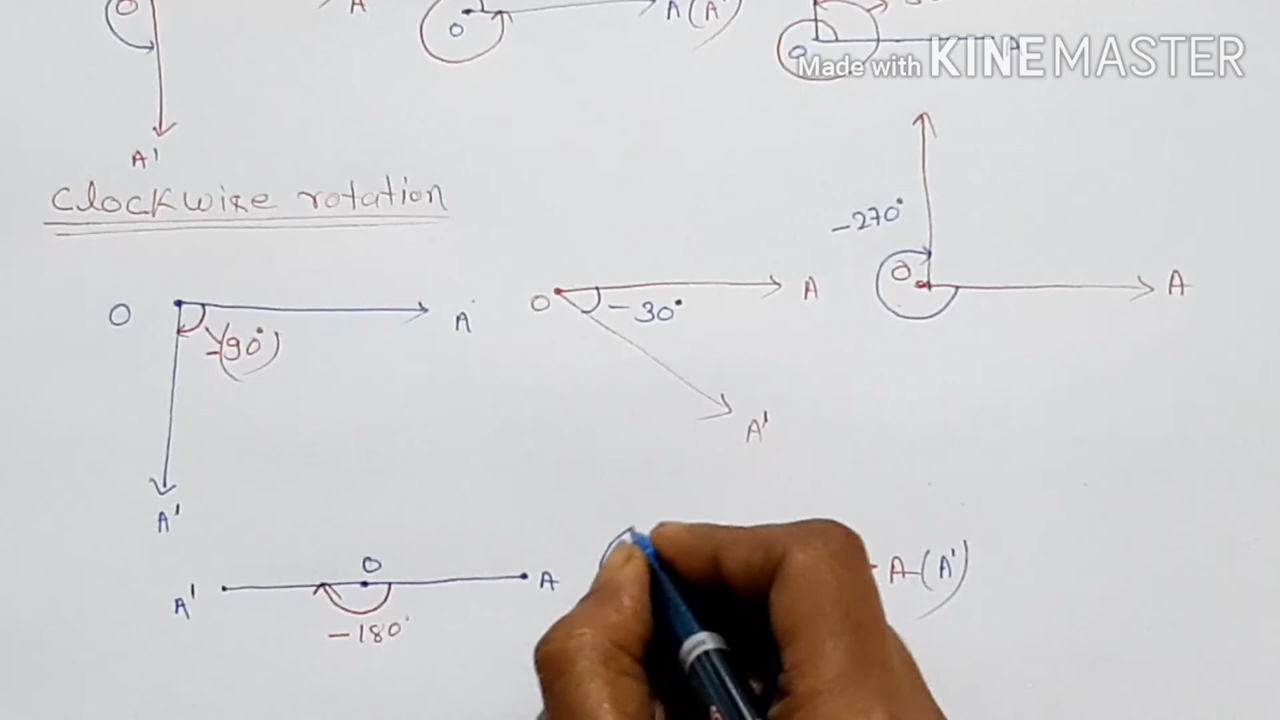 O A O A(A') O A
Made with KINEMASTER
A'
Clockwise rotation
-270°
O A
O A
-(90°)
O A
-30°
A'
A'
O
A' A
-180°
A-(A')